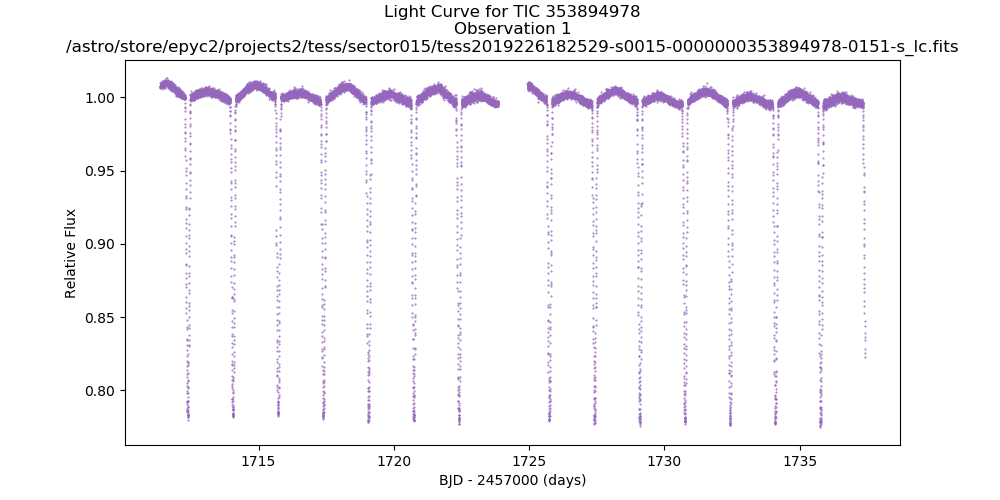 Light Curve for TIC 353894978
Observation 1
/astro/store/epyc2/projects2/tess/sector015/tess2019226182529-s0015-0000000353894978-0151-s_lc.fits
Relative Flux
1.00
0.95
0.90
0.85
0.80
1715
1720
1725
1730
1735
BJD - 2457000 (days)